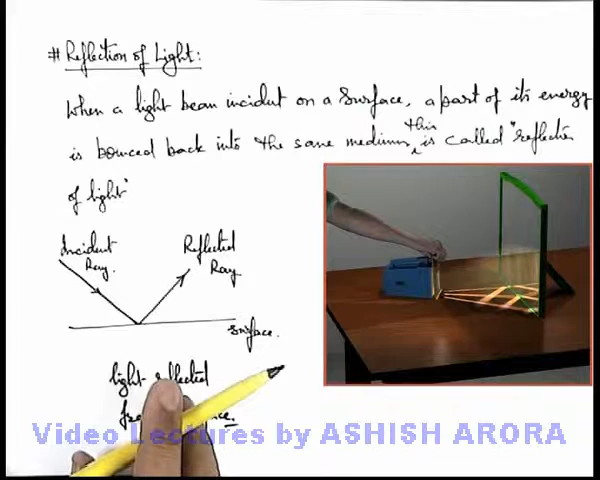 # Reflection of Light:
When a light beam incident on a surface, a part of its energy
is bounced back into the same medium, this is called "reflection
of light"
Incident Ray.
Reflected Ray
surface.
light reflected
Video Lectures by ASHISH ARORA